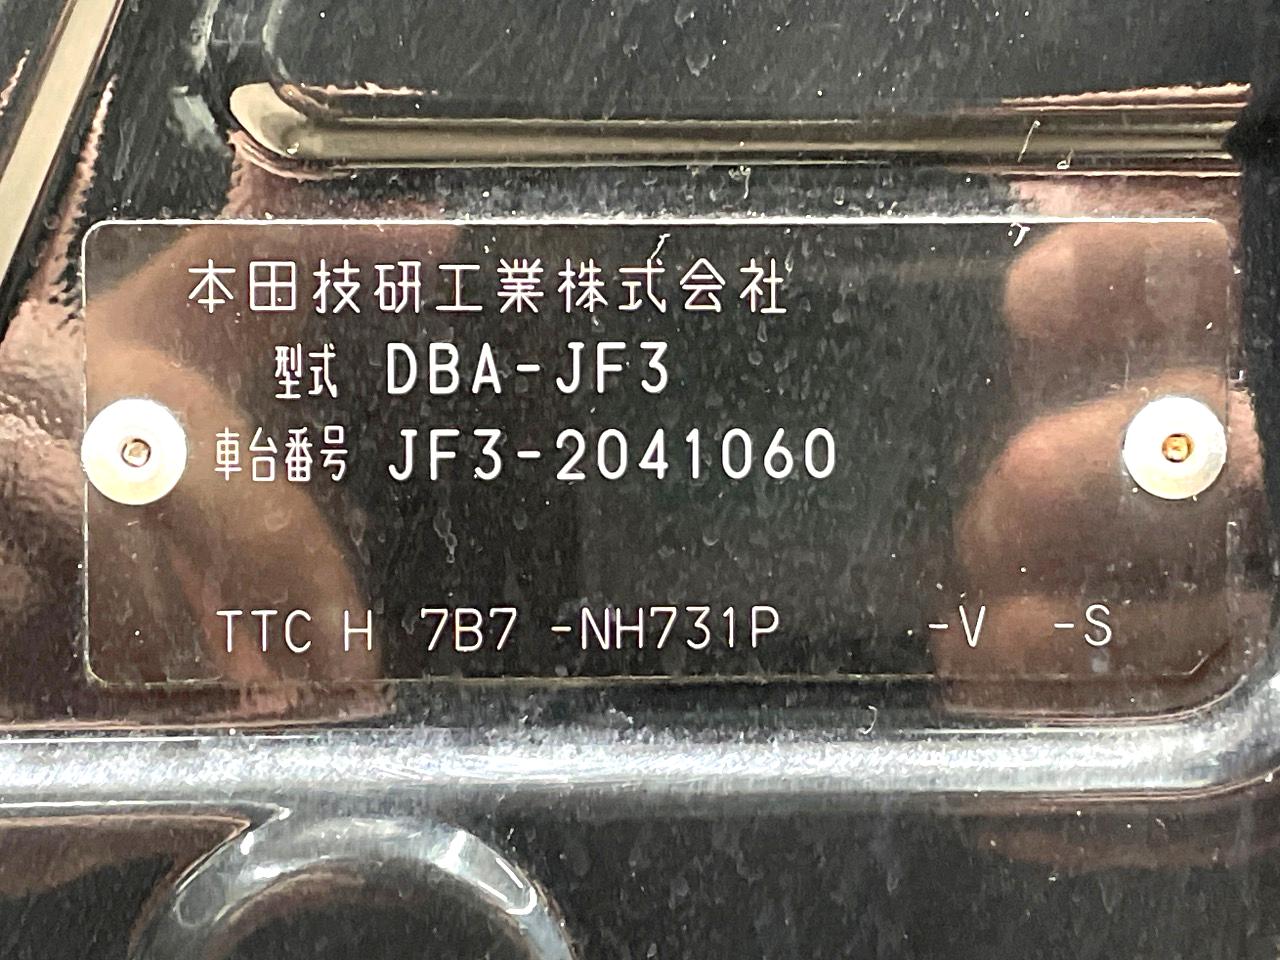 本田技研工業株式会社
型式 DBA-JF3
車台番号 JF3-2041060
TTC H 7B7 -NH731P -V -S